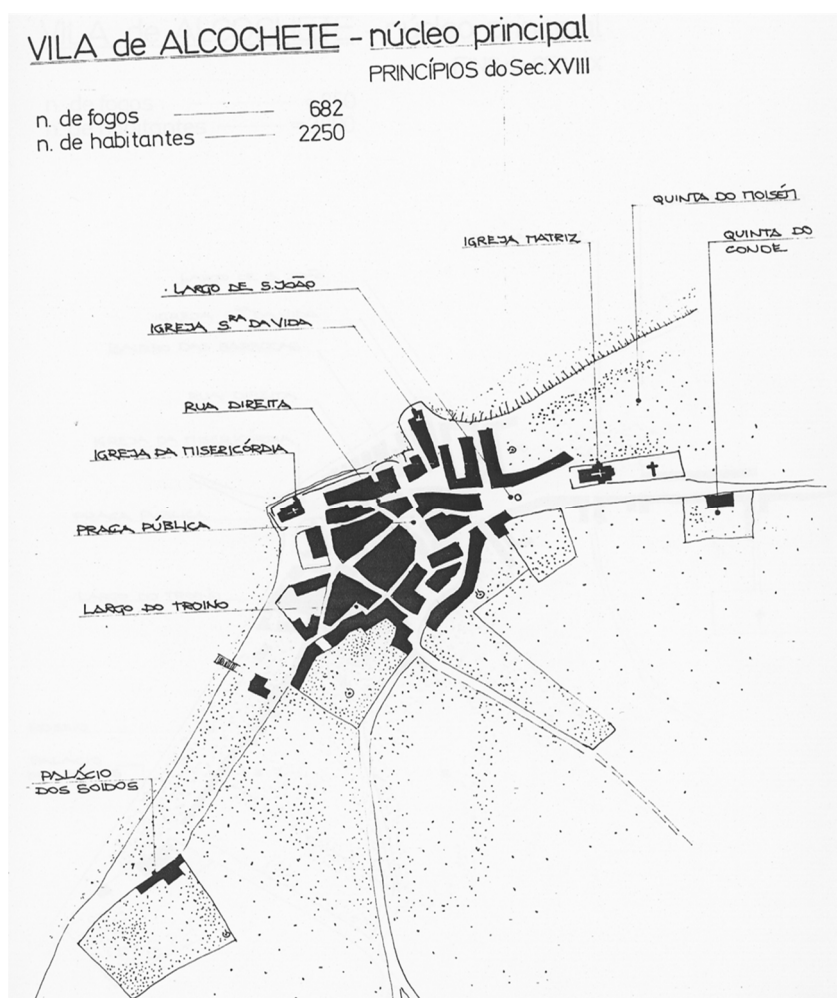 VILA de ALCOCHETE - núcleo principal
PRINCÍPIOS do Sec. XVIII
n. de fogos 682
n. de habitantes 2250
QUINTA DO MOISÉM
IGREJA MATRIZ
QUINTA DO
CONDE
LARGO DE S. JOÃO
IGREJA SRA DA VIDA
RUA DIREITA
IGREJA DA MISERICÓRDIA
PRAÇA PÚBLICA
LARGO DO TROINO
PALÁCIO
DOS SOIDOS